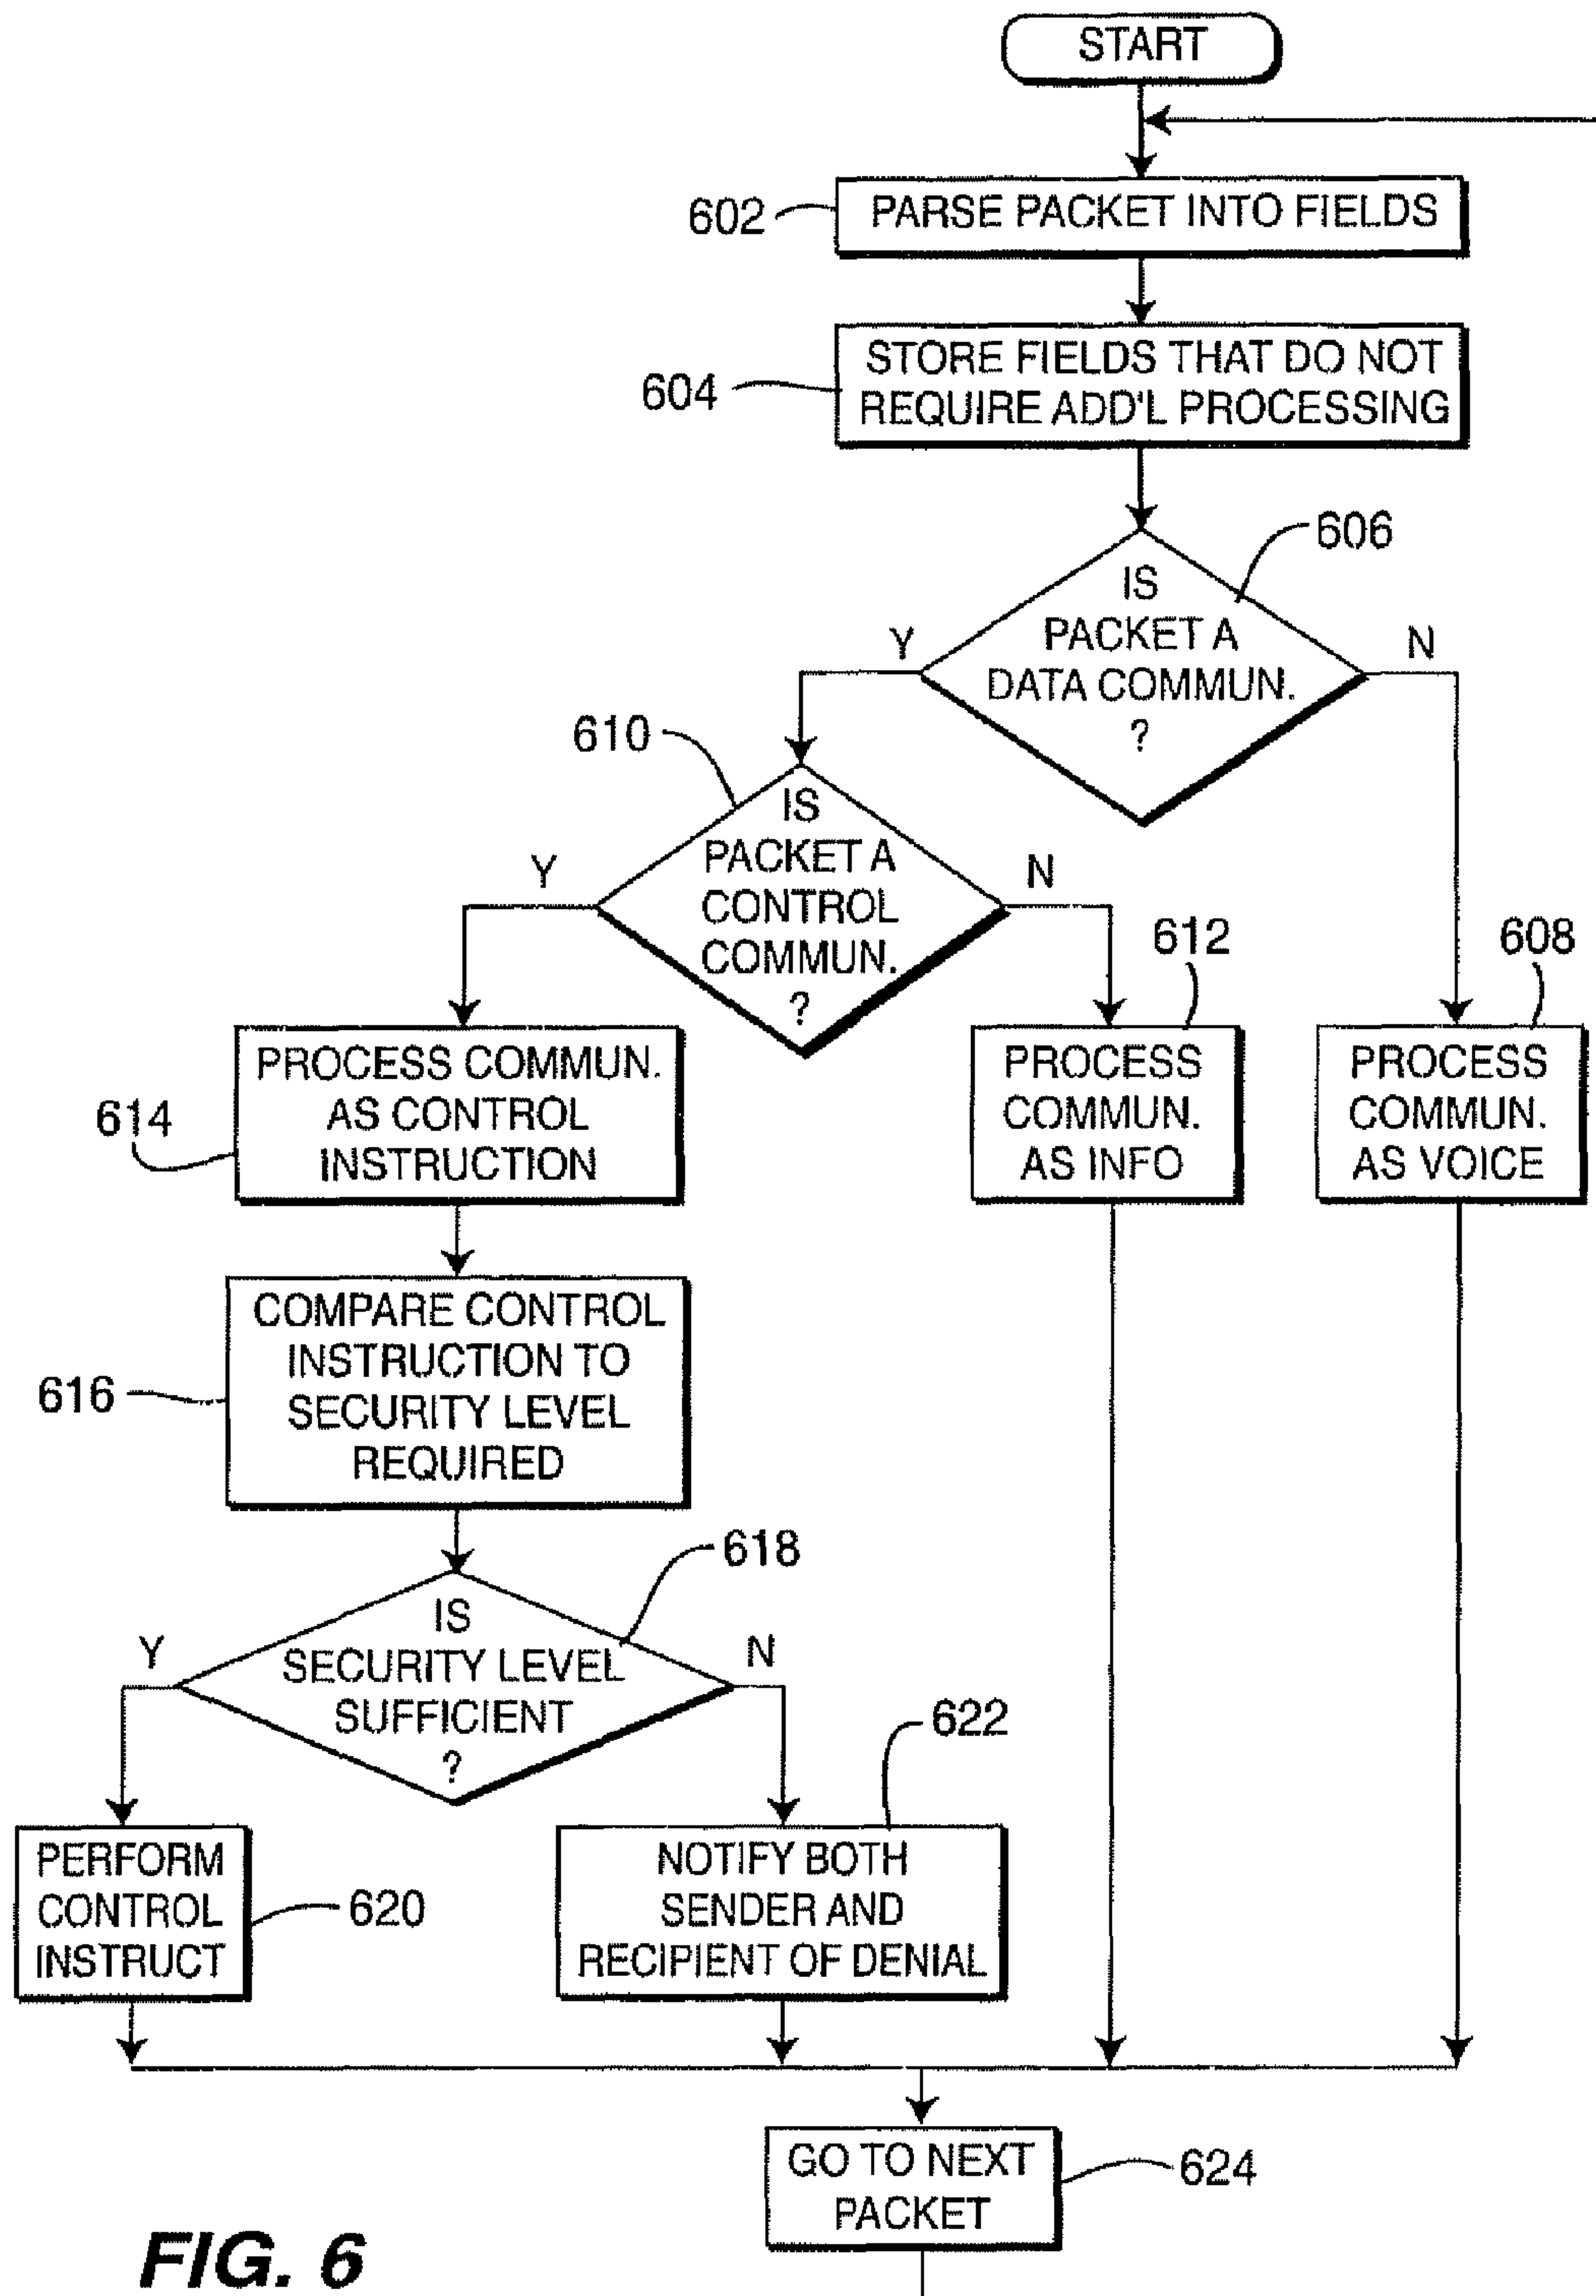 START
602
PARSE PACKET INTO FIELDS
604
STORE FIELDS THAT DO NOT
REQUIRE ADD'L PROCESSING
606
IS
PACKET A
DATA COMMUN.
?
Y
N
610
IS
PACKET A
CONTROL
COMMUN.
?
Y
N
612
608
614
PROCESS COMMUN.
AS CONTROL
INSTRUCTION
PROCESS
COMMUN.
AS INFO
PROCESS
COMMUN.
AS VOICE
616
COMPARE CONTROL
INSTRUCTION TO
SECURITY LEVEL
REQUIRED
618
IS
SECURITY LEVEL
SUFFICIENT
?
Y
N
622
PERFORM
CONTROL
INSTRUCT
620
NOTIFY BOTH
SENDER AND
RECIPIENT OF DENIAL
GO TO NEXT
PACKET
624
FIG. 6